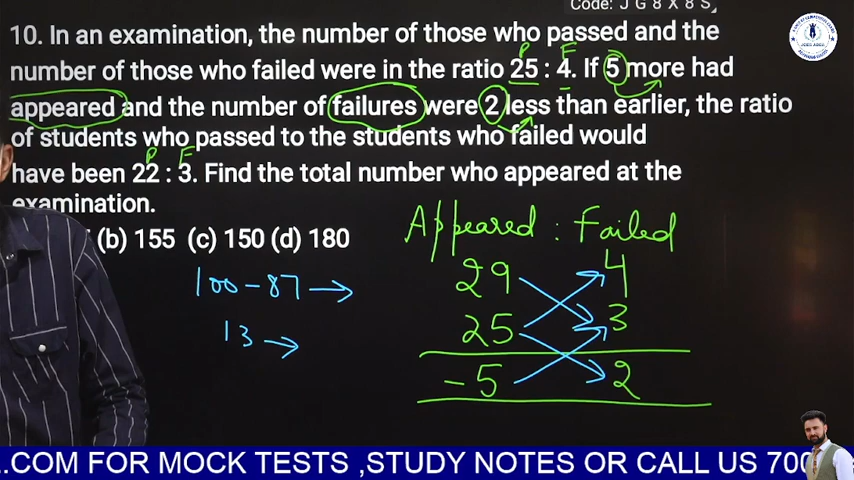 Code: J G 8 X 8 S
10. In an examination, the number of those who passed and the
P F
number of those who failed were in the ratio 25 : 4. If 5 more had
appeared and the number of failures were 2 less than earlier, the ratio
of students who passed to the students who failed would
P F
have been 22 : 3. Find the total number who appeared at the
examination.
(b) 155 (c) 150 (d) 180
Appeared : Failed
29 4
25 3
-5 2
100-87
13
.COM FOR MOCK TESTS ,STUDY NOTES OR CALL US 700